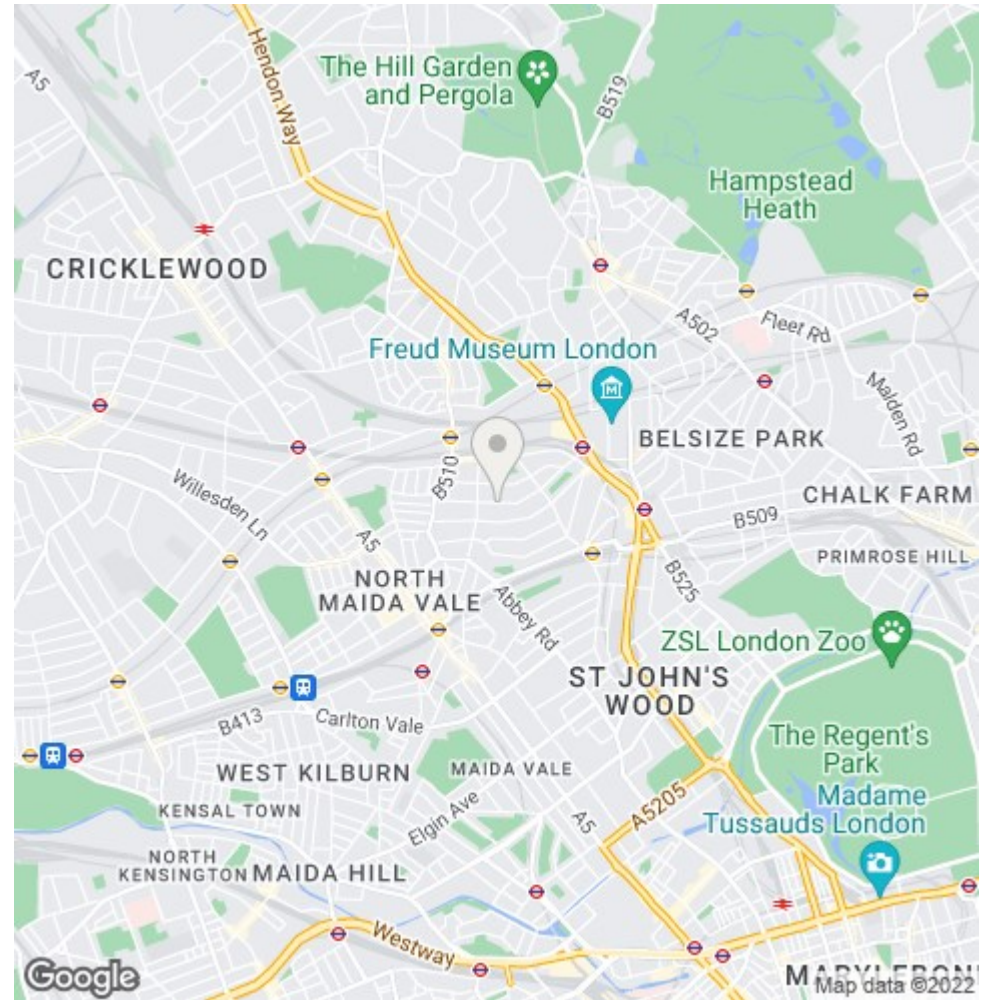 Hendon Way
A5
The Hill Garden
and Pergola
B519
Hampstead
Heath
CRICKLEWOOD
A502
Fleet Rd
Freud Museum London
Malden Rd
BELSIZE PARK
B510
Willesden Ln
A5
CHALK FARM
B509
PRIMROSE HILL
B525
NORTH
MAIDA VALE
Abbey Rd
ZSL London Zoo
ST JOHN'S
WOOD
B413
Carlton Vale
The Regent's
Park
WEST KILBURN
MAIDA VALE
Madame
Tussauds London
KENSAL TOWN
Elgin Ave
A5
A5205
NORTH
KENSINGTON
MAIDA HILL
Westway
Google
Map data ©2022